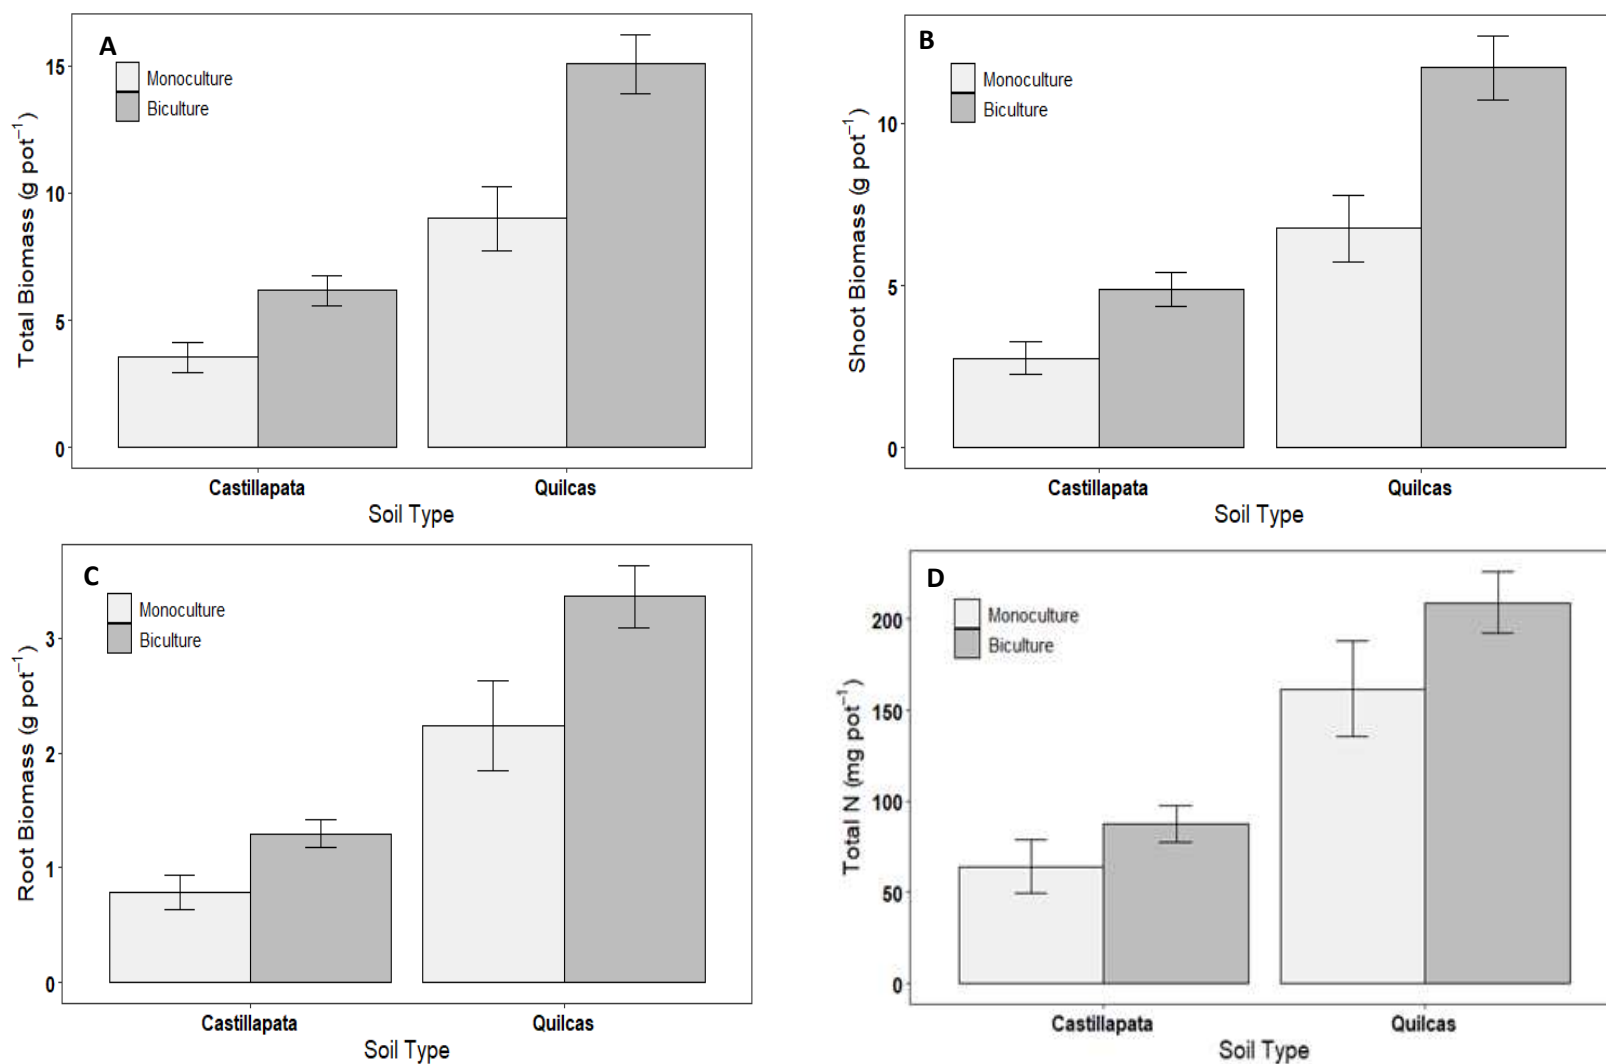 A
Monoculture
Biculture
15
10
5
0
Total Biomass (g pot⁻¹)
Castillapata
Quilcas
Soil Type
B
Monoculture
Biculture
10
5
0
Shoot Biomass (g pot⁻¹)
Castillapata
Quilcas
Soil Type
C
Monoculture
Biculture
3
2
1
0
Root Biomass (g pot⁻¹)
Castillapata
Quilcas
Soil Type
D
Monoculture
Biculture
200
150
100
50
0
Total N (mg pot⁻¹)
Castillapata
Quilcas
Soil Type